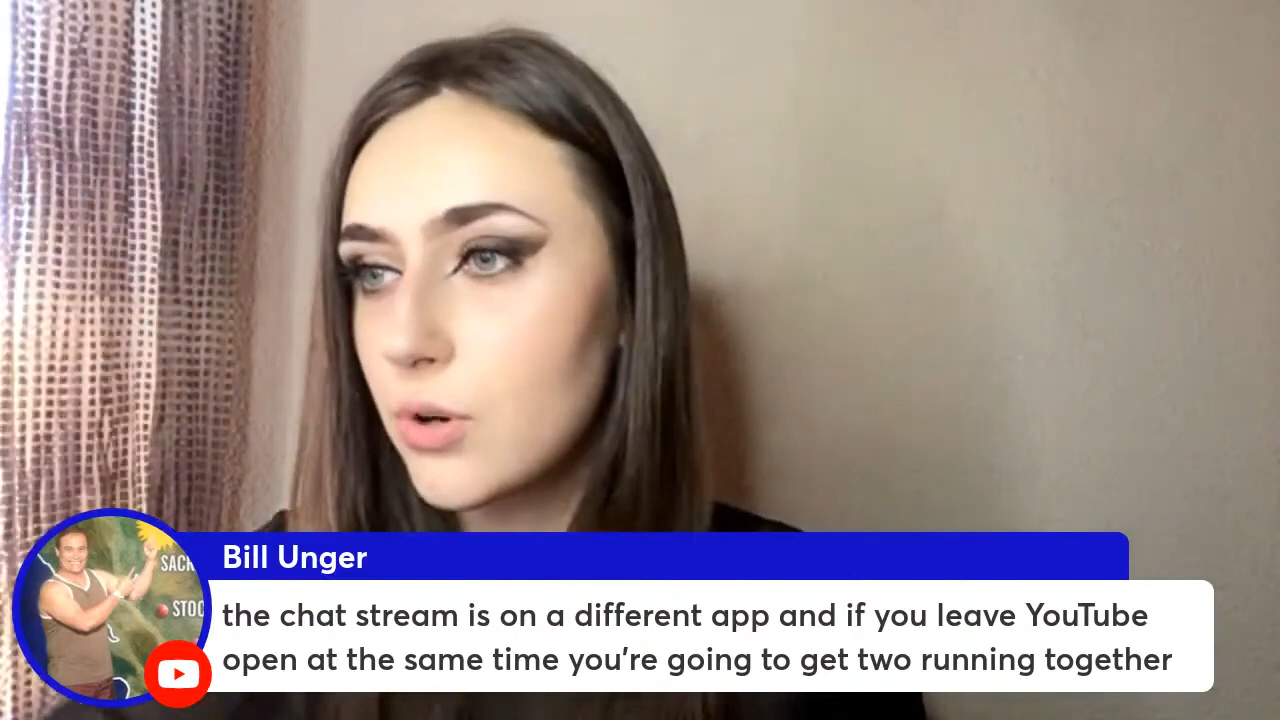 Bill Unger
the chat stream is on a different app and if you leave YouTube
open at the same time you're going to get two running together